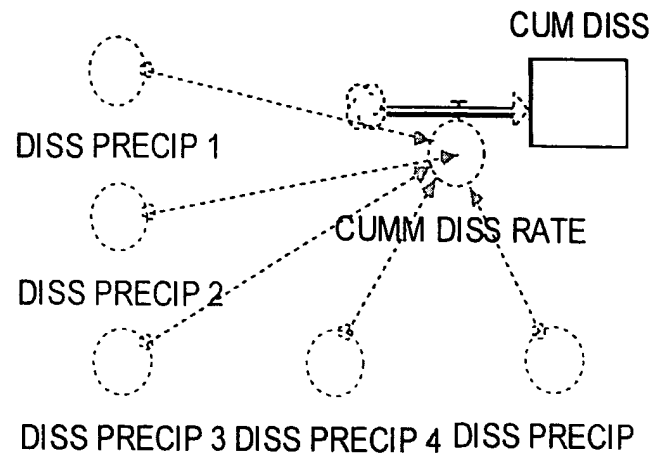 CUM DISS
DISS PRECIP 1
CUMM DISS RATE
DISS PRECIP 2
DISS PRECIP 3 DISS PRECIP 4 DISS PRECIP